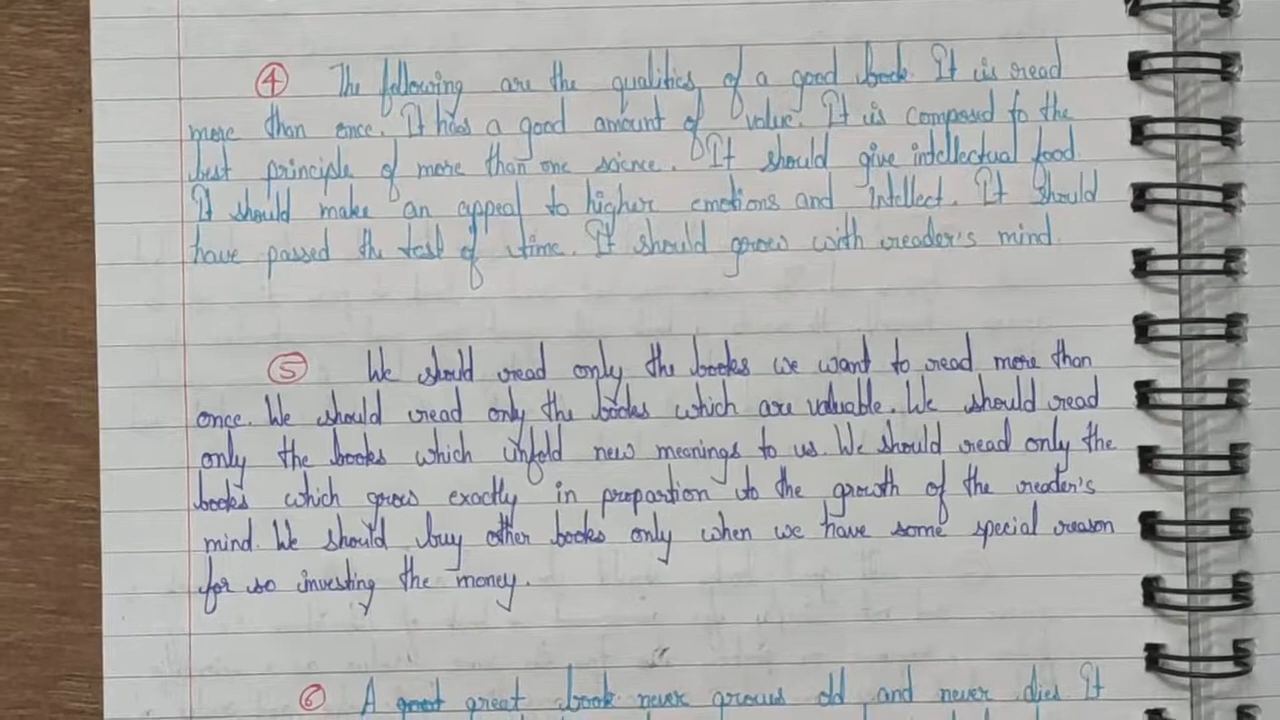 ④ The following are the qualities of a good book. It is read
more than once. It has a good amount of value. It is composed to the
best principle of more than one science. It should give intellectual food.
It should make an appeal to higher emotions and intellect. It should
have passed the test of time. It should grow with reader's mind.
⑤ We should read only the books we want to read more than
once. We should read only the books which are valuable. We should read
only the books which unfold new meanings to us. We should read only the
books which grow exactly in proportion to the growth of the reader's
mind. We should buy other books only when we have some special reason
for so investing the money.
⑥ A great book never grows old and never dies. It